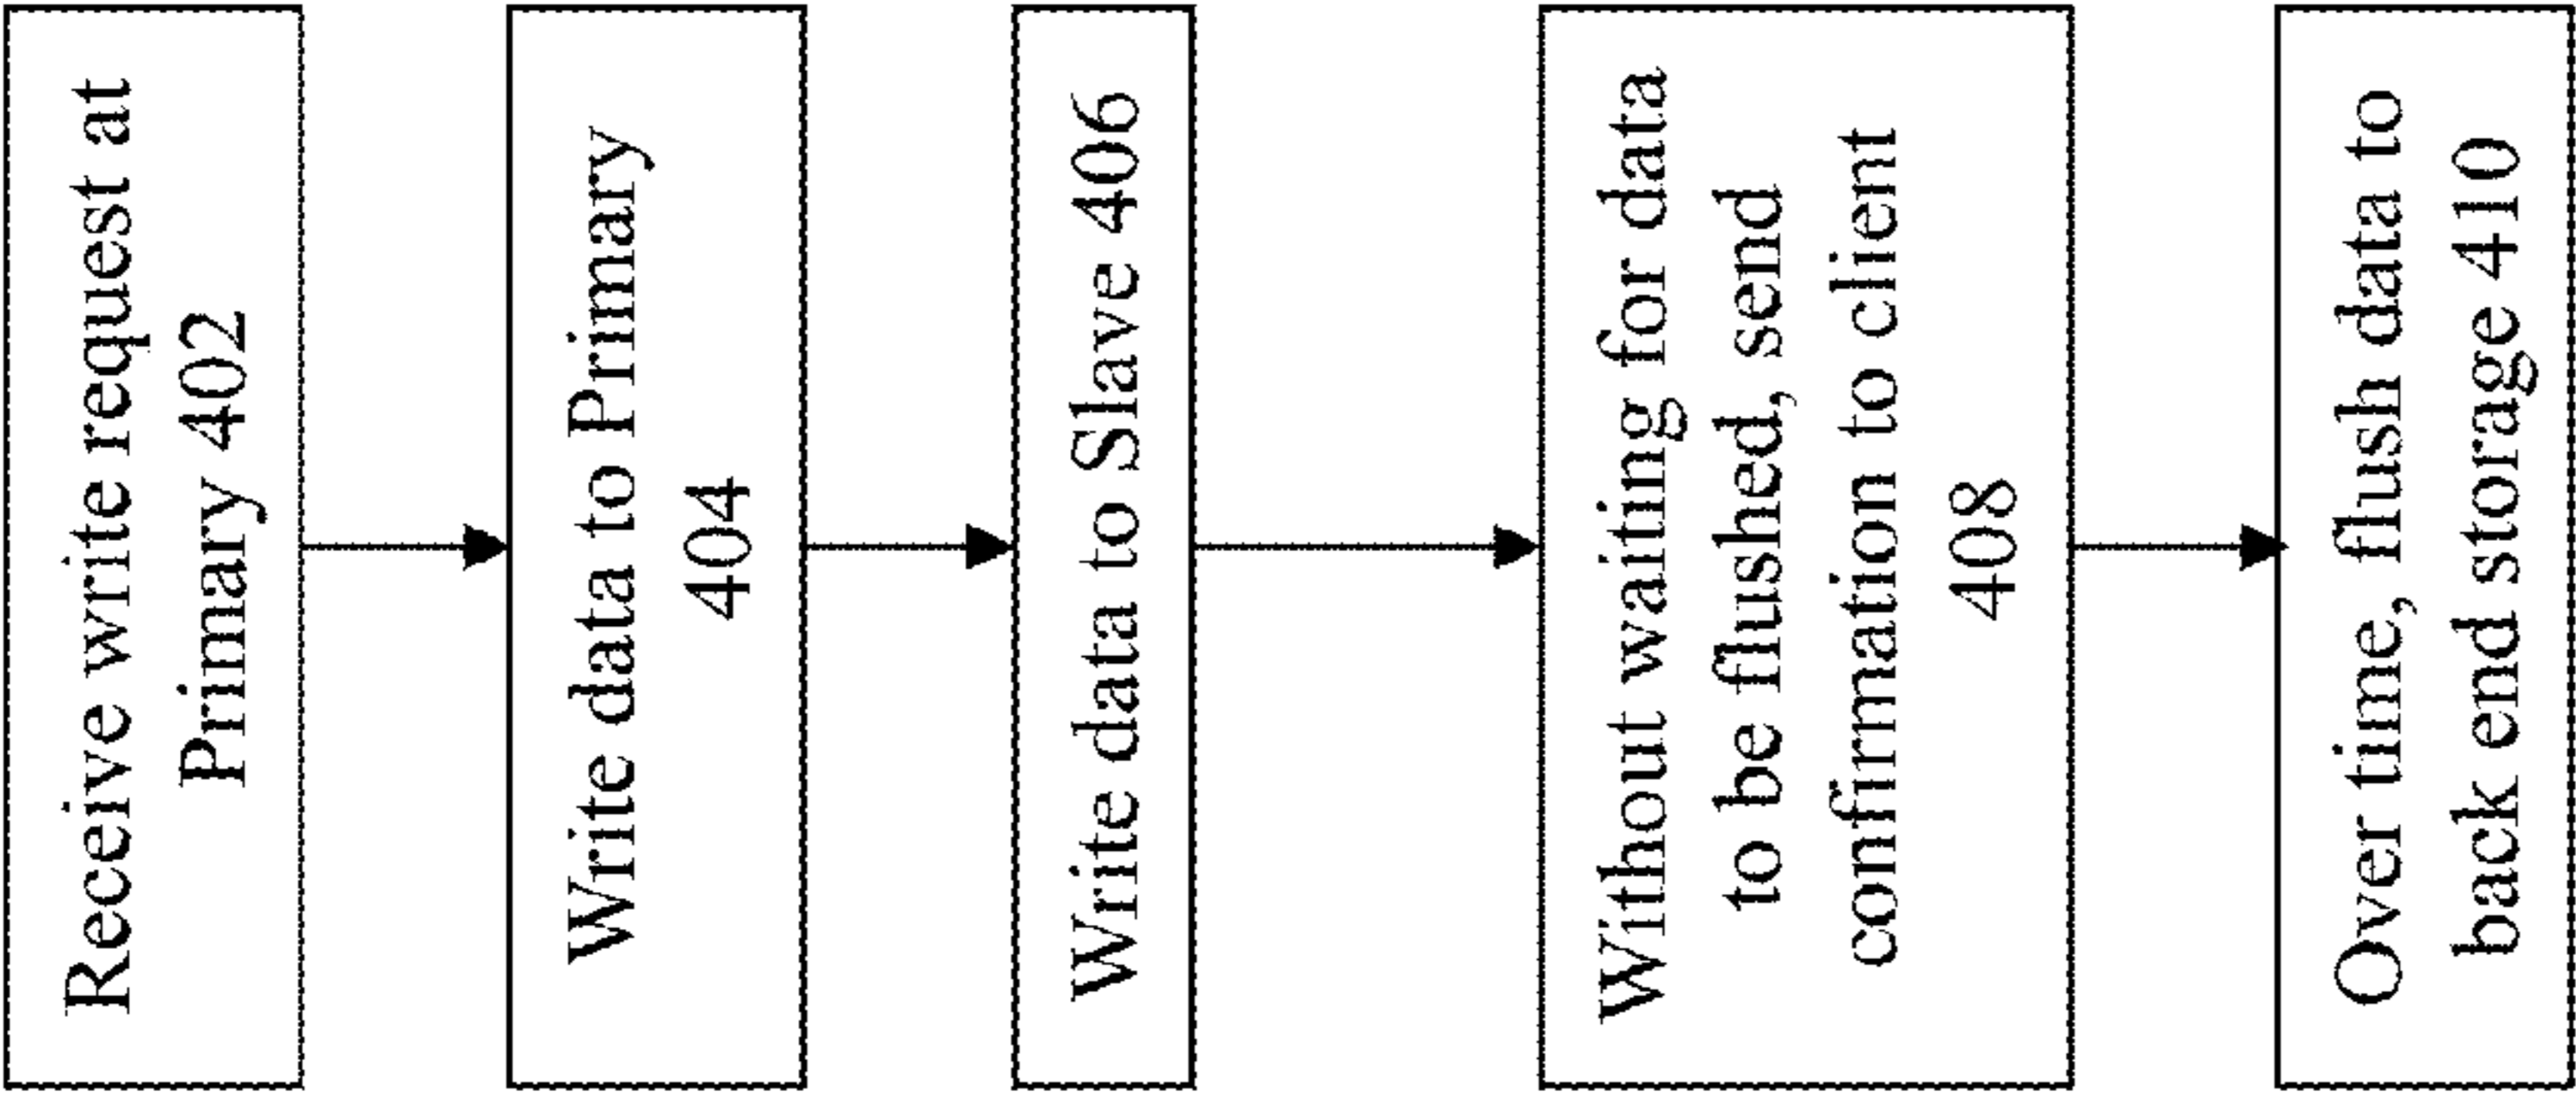 Receive write request at
Primary 402
Write data to Primary
404
Write data to Slave 406
Without waiting for data
to be flushed, send
confirmation to client
408
Over time, flush data to
back end storage 410